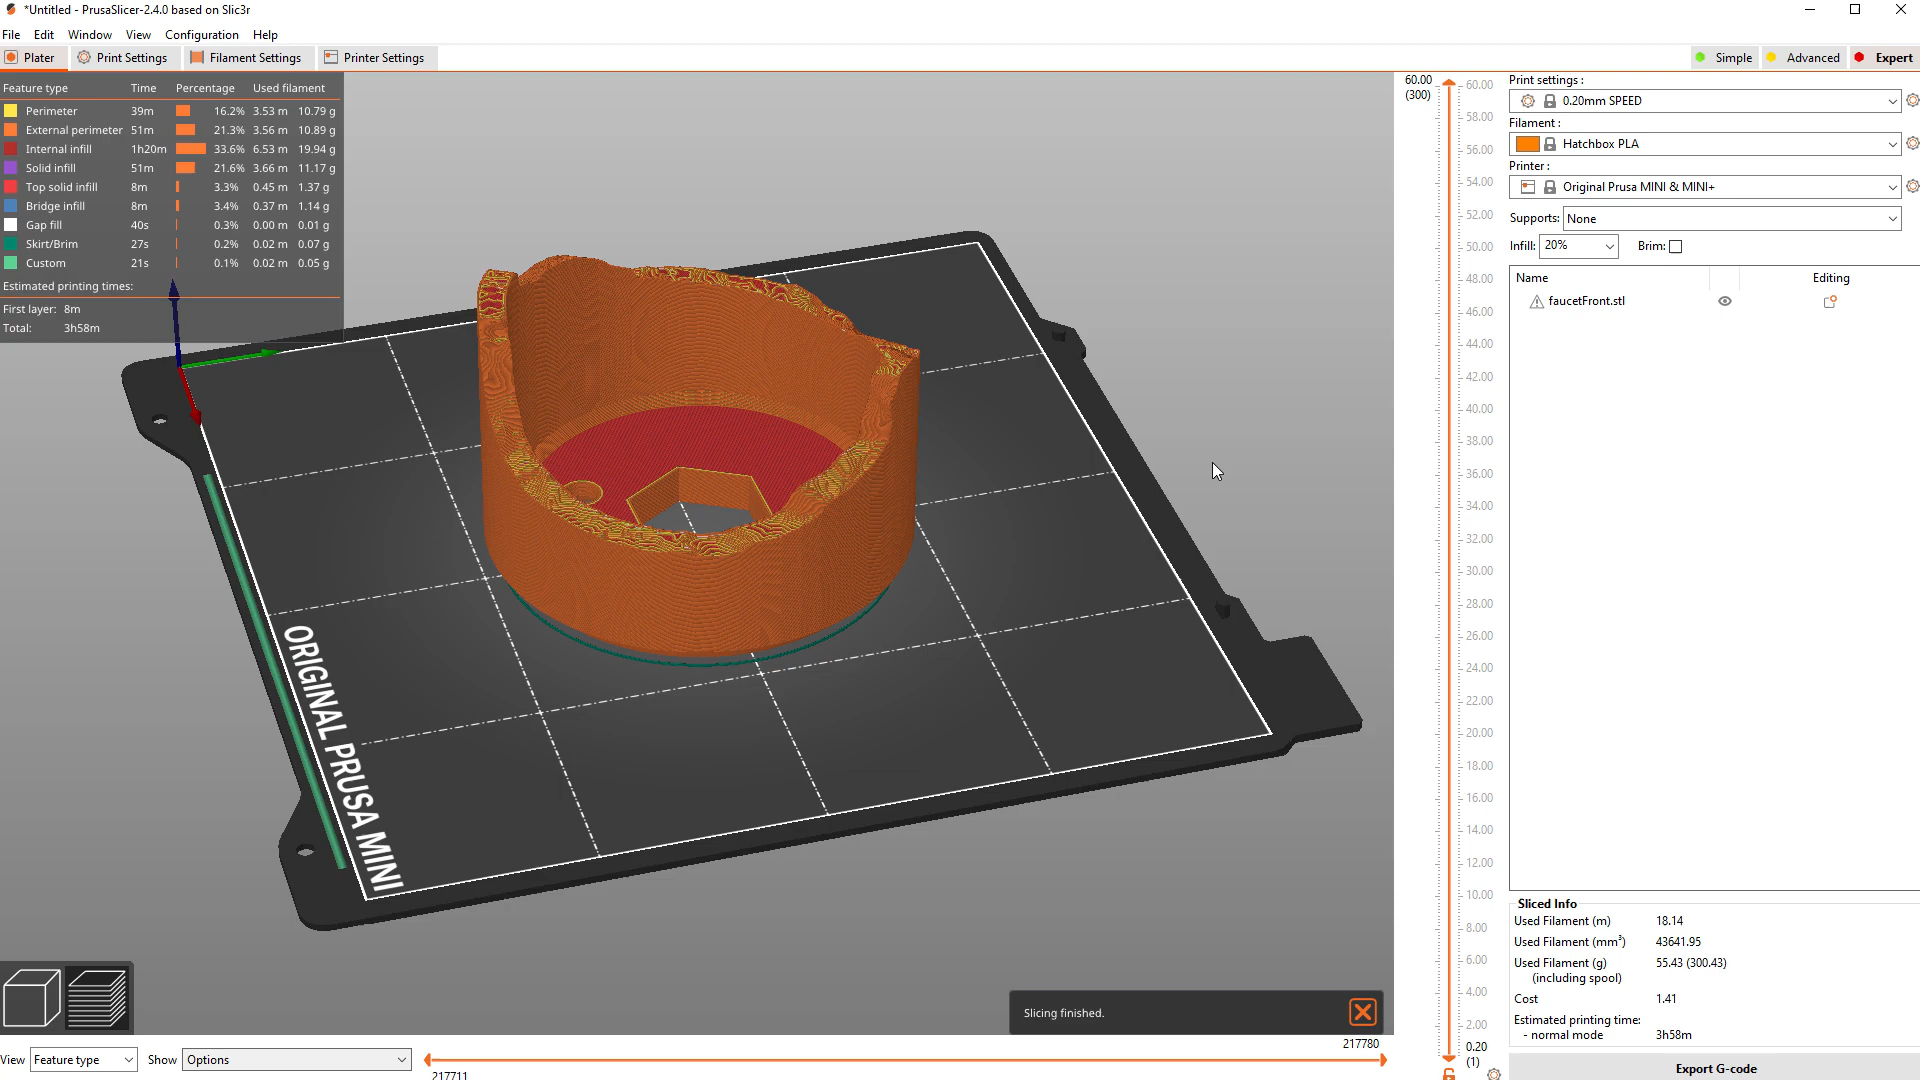 *Untitled - PrusaSlicer-2.4.0 based on Slic3r
File Edit Window View Configuration Help
Plater Print Settings Filament Settings Printer Settings
Simple Advanced Expert
Feature type Time Percentage Used filament
Perimeter 39m 16.2% 3.53 m 10.79 g
External perimeter 51m 21.3% 3.56 m 10.89 g
Internal infill 1h20m 33.6% 6.53 m 19.94 g
Solid infill 51m 21.6% 3.66 m 11.17 g
Top solid infill 8m 3.3% 0.45 m 1.37 g
Bridge infill 8m 3.4% 0.37 m 1.14 g
Gap fill 40s 0.3% 0.00 m 0.01 g
Skirt/Brim 27s 0.2% 0.02 m 0.07 g
Custom 21s 0.1% 0.02 m 0.05 g
Estimated printing times:
First layer: 8m
Total: 3h58m
ORIGINAL PRUSA MINI
Slicing finished.
View Feature type Show Options
217780
217711
60.00
(300)
60.00
58.00
56.00
54.00
52.00
50.00
48.00
46.00
44.00
42.00
40.00
38.00
36.00
34.00
32.00
30.00
28.00
26.00
24.00
22.00
20.00
18.00
16.00
14.00
12.00
10.00
8.00
6.00
4.00
2.00
0.20
(1)
Print settings :
0.20mm SPEED
Filament :
Hatchbox PLA
Printer :
Original Prusa MINI & MINI+
Supports: None
Infill: 20% Brim:
Name Editing
faucetFront.stl
Sliced Info
Used Filament (m) 18.14
Used Filament (mm³) 43641.95
Used Filament (g) 55.43 (300.43)
(including spool)
Cost 1.41
Estimated printing time:
- normal mode 3h58m
Export G-code